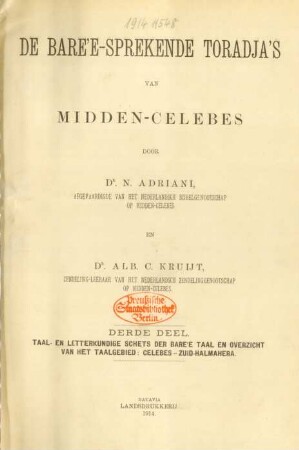 1914.11548
DE BARE'E-SPREKENDE TORADJA'S
VAN
MIDDEN-CELEBES
DOOR
Dr. N. ADRIANI,
AFGEVAARDIGDE VAN HET NEDERLANDSCH BIJBELGENOOTSCHAP
OP MIDDEN-CELEBES
EN
Dr. ALB. C. KRUIJT,
ZENDELING-LEERAAR VAN HET NEDERLANDSCH ZENDELINGGENOOTSCHAP
OP MIDDEN-CELEBES.
Preußische
Staatsbibliothek
Berlin
DERDE DEEL.
TAAL- EN LETTERKUNDIGE SCHETS DER BARE'E TAAL EN OVERZICHT
VAN HET TAALGEBIED: CELEBES-ZUID-HALMAHERA.
BATAVIA
LANDSDRUKKERIJ
1914.